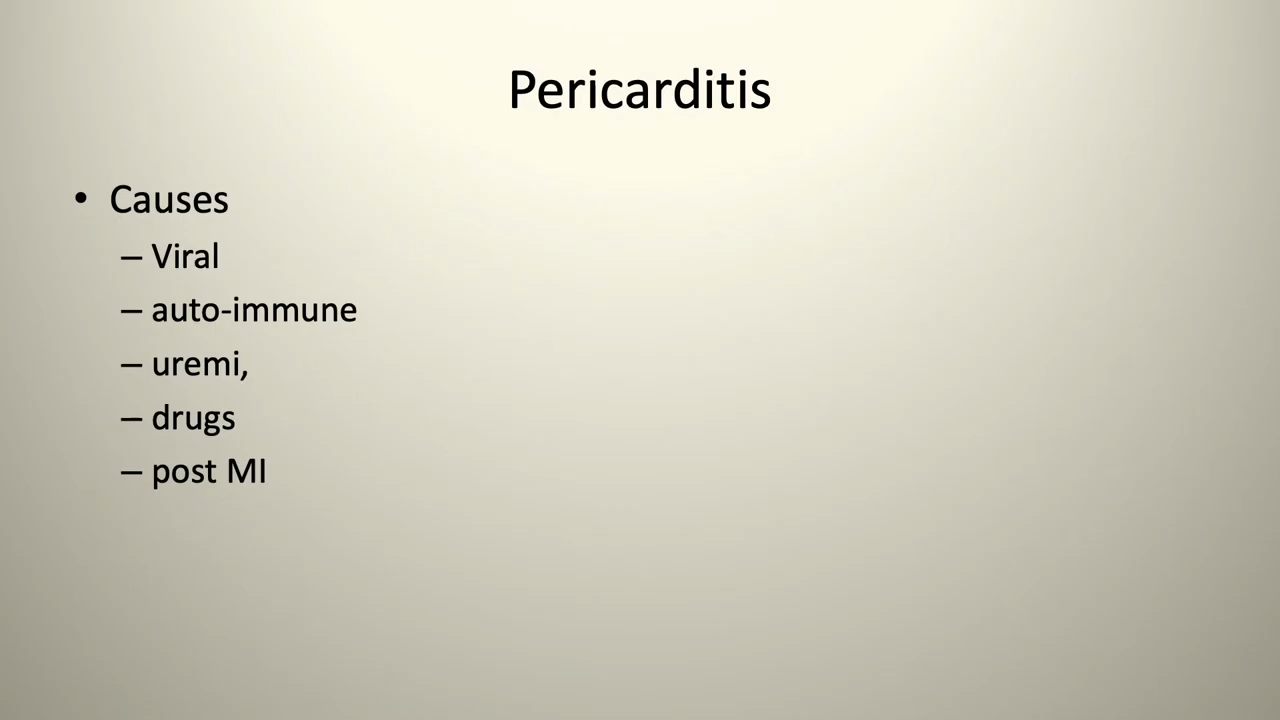 Pericarditis
• Causes
– Viral
– auto-immune
– uremi,
– drugs
– post MI